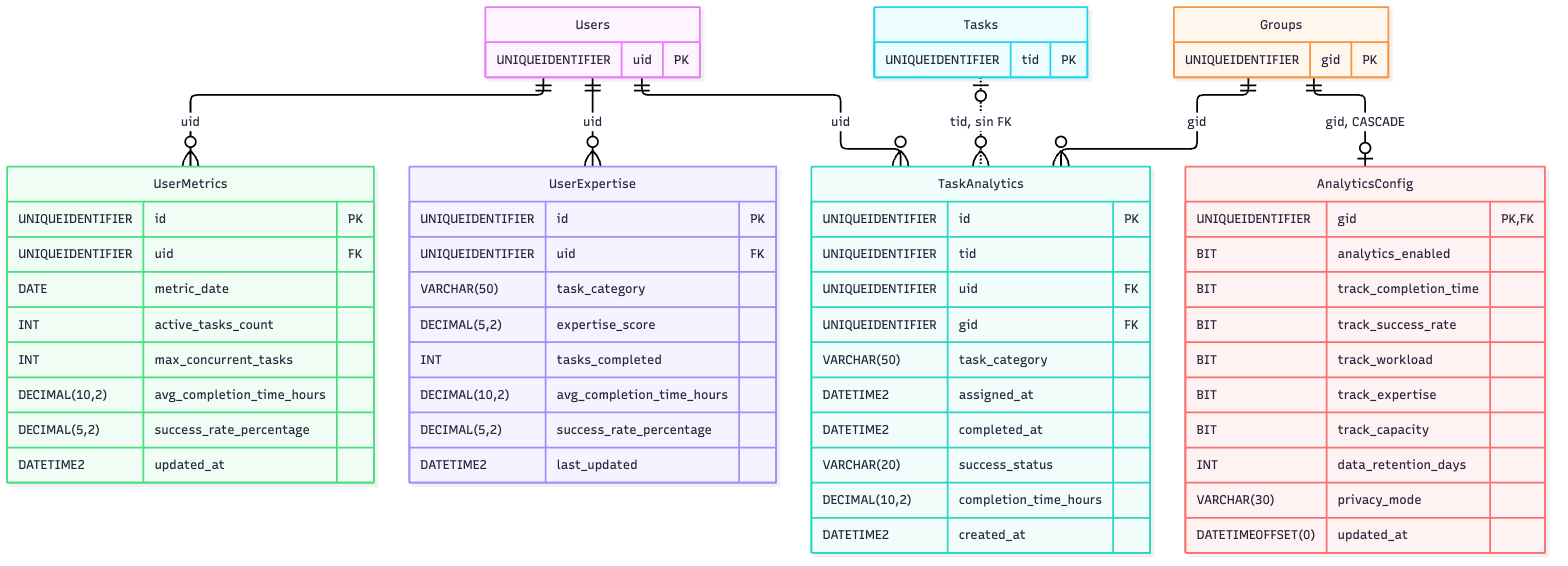 Users
UNIQUEIDENTIFIER uid PK
Tasks
UNIQUEIDENTIFIER tid PK
Groups
UNIQUEIDENTIFIER gid PK
uid
uid
uid
tid, sin FK
gid
gid, CASCADE
UserMetrics
UNIQUEIDENTIFIER id PK
UNIQUEIDENTIFIER uid FK
DATE metric_date
INT active_tasks_count
INT max_concurrent_tasks
DECIMAL(10,2) avg_completion_time_hours
DECIMAL(5,2) success_rate_percentage
DATETIME2 updated_at
UserExpertise
UNIQUEIDENTIFIER id PK
UNIQUEIDENTIFIER uid FK
VARCHAR(50) task_category
DECIMAL(5,2) expertise_score
INT tasks_completed
DECIMAL(10,2) avg_completion_time_hours
DECIMAL(5,2) success_rate_percentage
DATETIME2 last_updated
TaskAnalytics
UNIQUEIDENTIFIER id PK
UNIQUEIDENTIFIER tid
UNIQUEIDENTIFIER uid FK
UNIQUEIDENTIFIER gid FK
VARCHAR(50) task_category
DATETIME2 assigned_at
DATETIME2 completed_at
VARCHAR(20) success_status
DECIMAL(10,2) completion_time_hours
DATETIME2 created_at
AnalyticsConfig
UNIQUEIDENTIFIER gid PK,FK
BIT analytics_enabled
BIT track_completion_time
BIT track_success_rate
BIT track_workload
BIT track_expertise
BIT track_capacity
INT data_retention_days
VARCHAR(30) privacy_mode
DATETIMEOFFSET(0) updated_at